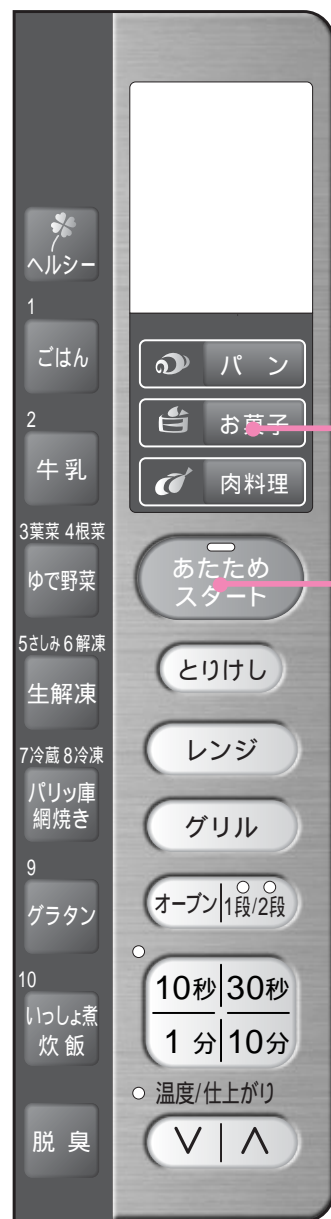 ヘルシー
1
ごはん
2
牛乳
3葉菜 4根菜
ゆで野菜
5さしみ 6解凍
生解凍
7冷蔵 8冷凍
パリッ庫
網焼き
9
グラタン
10
いっしょ煮
炊飯
脱臭
パン
お菓子
肉料理
あたため
スタート
とりけし
レンジ
グリル
オーブン 1段/2段
10秒 30秒
1分 10分
温度/仕上がり